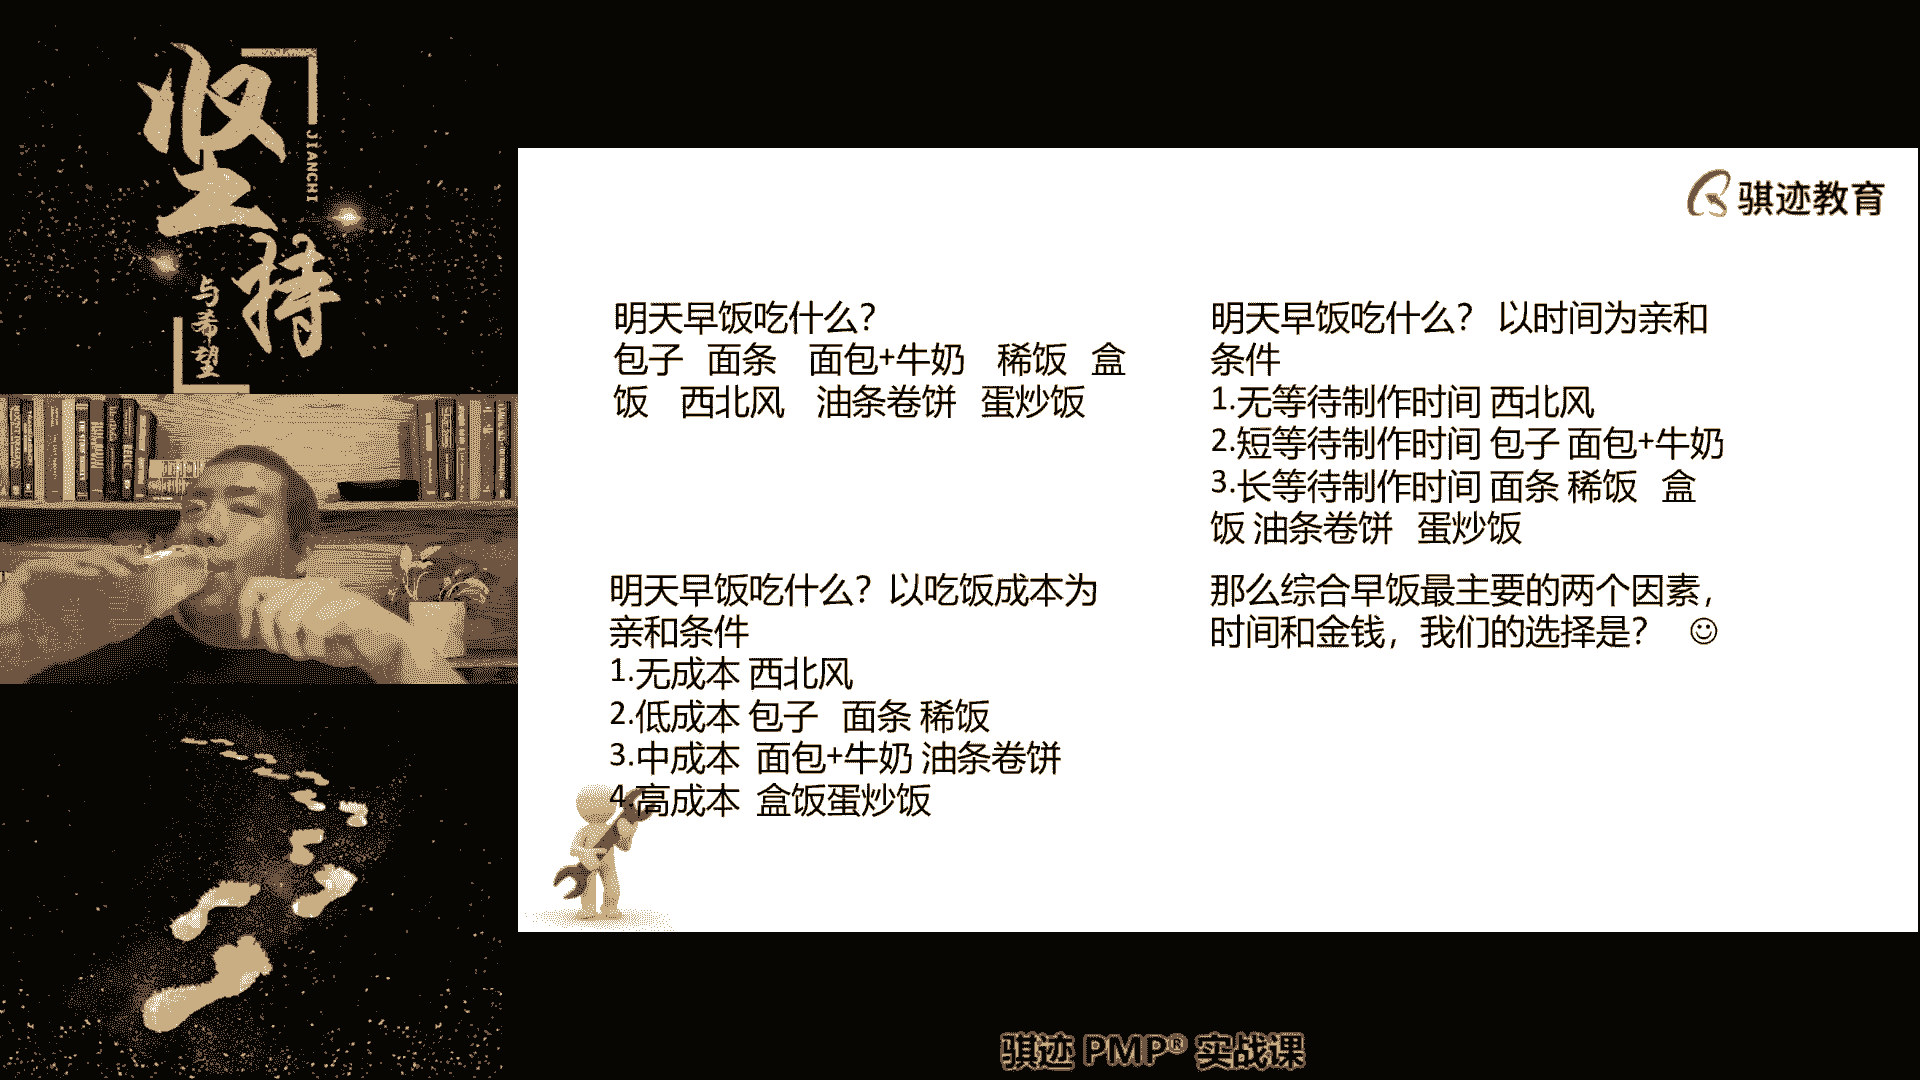 坚持
JIANCHI
与希望
骐迹教育
明天早饭吃什么？
包子 面条 面包+牛奶 稀饭 盒
饭 西北风 油条卷饼 蛋炒饭
明天早饭吃什么？ 以时间为亲和
条件
1.无等待制作时间 西北风
2.短等待制作时间 包子 面包+牛奶
3.长等待制作时间 面条 稀饭 盒
饭 油条卷饼 蛋炒饭
明天早饭吃什么？以吃饭成本为
亲和条件
1.无成本 西北风
2.低成本 包子 面条 稀饭
3.中成本 面包+牛奶 油条卷饼
4.高成本 盒饭蛋炒饭
那么综合早饭最主要的两个因素，
时间和金钱，我们的选择是？ ☺
骐迹 PMP® 实战课